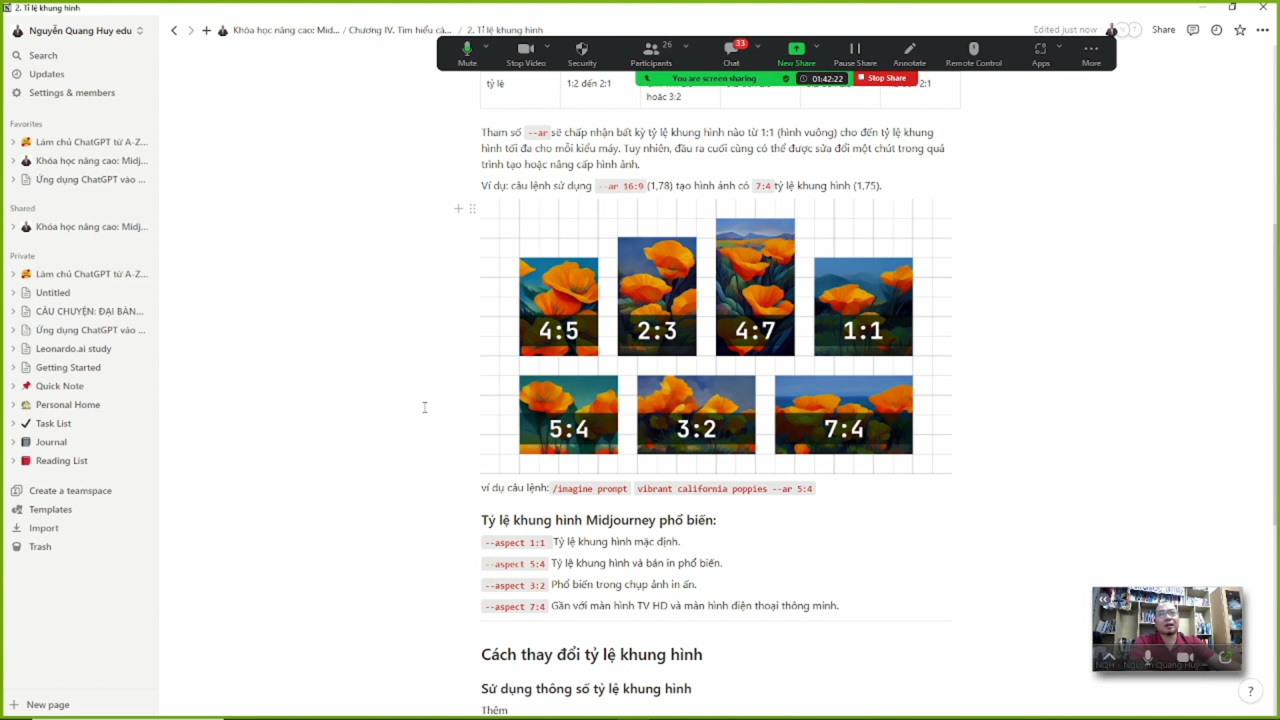 2. Tỉ lệ khung hình
Nguyễn Quang Huy edu
Search
Updates
Settings & members
Favorites
Làm chủ ChatGPT từ A-Z...
Khóa học nâng cao: Midj...
Ứng dụng ChatGPT vào ...
Shared
Khóa học nâng cao: Midj...
Private
Làm chủ ChatGPT từ A-Z...
Untitled
CÂU CHUYỆN: ĐẠI BÀN...
Ứng dụng ChatGPT vào ...
Leonardo.ai study
Getting Started
Quick Note
Personal Home
Task List
Journal
Reading List
Create a teamspace
Templates
Import
Trash
New page
Khóa học nâng cao: Mid... / Chương IV. Tìm hiểu cá... / 2. Tỉ lệ khung hình
Edited just now
Share
Mute
Stop Video
Security
Participants 26
Chat 33
New Share
Pause Share
Annotate
Remote Control
Apps
More
You are screen sharing
01:42:22
Stop Share
tỷ lệ
1:2 đến 2:1
hoặc 3:2
Tham số --ar sẽ chấp nhận bất kỳ tỷ lệ khung hình nào từ 1:1 (hình vuông) cho đến tỷ lệ khung
hình tối đa cho mỗi kiểu máy. Tuy nhiên, đầu ra cuối cùng có thể được sửa đổi một chút trong quá
trình tạo hoặc nâng cấp hình ảnh.
Ví dụ: câu lệnh sử dụng --ar 16:9 (1,78) tạo hình ảnh có 7:4 tỷ lệ khung hình (1,75).
4:5
2:3
4:7
1:1
5:4
3:2
7:4
ví dụ câu lệnh: /imagine prompt vibrant california poppies --ar 5:4
Tỷ lệ khung hình Midjourney phổ biến:
--aspect 1:1 Tỷ lệ khung hình mặc định.
--aspect 5:4 Tỷ lệ khung hình và bản in phổ biến.
--aspect 3:2 Phổ biến trong chụp ảnh in ấn.
--aspect 7:4 Gần với màn hình TV HD và màn hình điện thoại thông minh.
Cách thay đổi tỷ lệ khung hình
Sử dụng thông số tỷ lệ khung hình
Thêm
NQH - Nguyễn Quang Huy
?